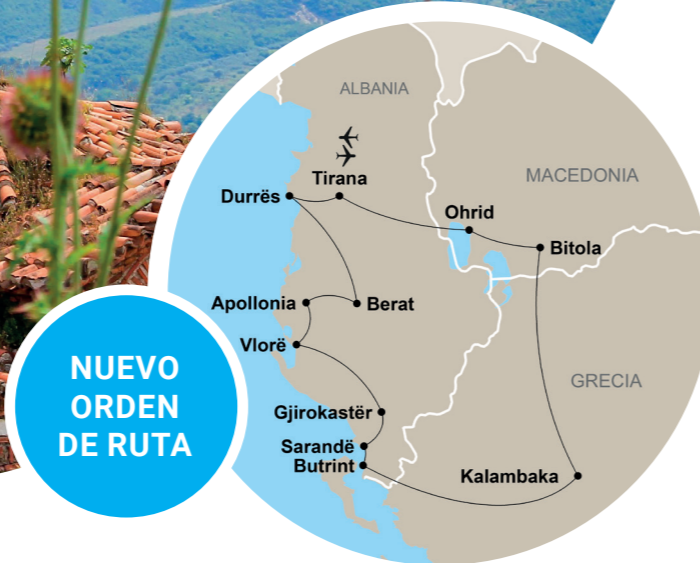 ALBANIA
MACEDONIA
Tirana
Durrës
Ohrid
Bitola
Apollonia
Berat
Vlorë
GRECIA
Gjirokastër
Sarandë
Butrint
Kalambaka
NUEVO
ORDEN
DE RUTA